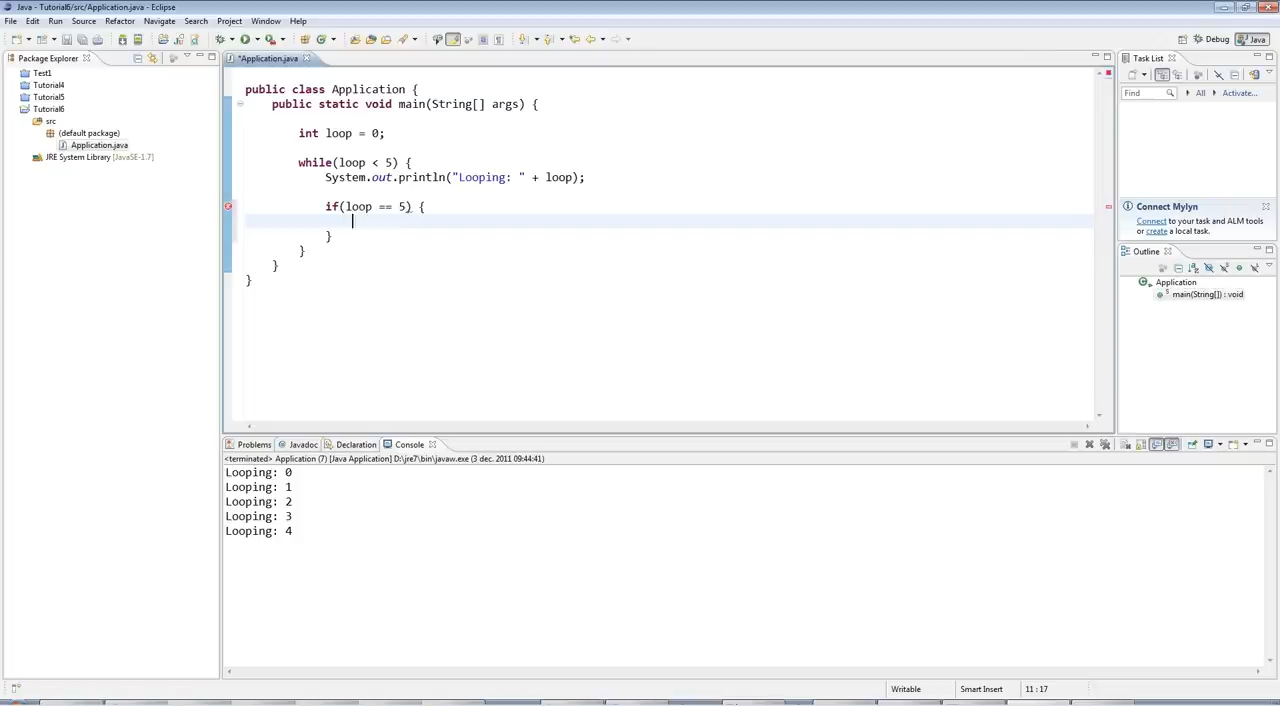 Java - Tutorial6/src/Application.java - Eclipse
File Edit Run Source Refactor Navigate Search Project Window Help
Debug Java
Package Explorer
*Application.java
Task List
Test1
Tutorial4
Tutorial5
Tutorial6
src
(default package)
Application.java
JRE System Library [JavaSE-1.7]
public class Application {
public static void main(String[] args) {
int loop = 0;
while(loop < 5) {
System.out.println("Looping: " + loop);
if(loop == 5) {
}
}
}
}
Find All Activate...
Connect Mylyn
Connect to your task and ALM tools
or create a local task.
Outline
Application
main(String[]) : void
Problems Javadoc Declaration Console
<terminated> Application (7) [Java Application] D:\jre7\bin\javaw.exe (3 dec. 2011 09:44:41)
Looping: 0
Looping: 1
Looping: 2
Looping: 3
Looping: 4
Writable Smart Insert 11 : 17